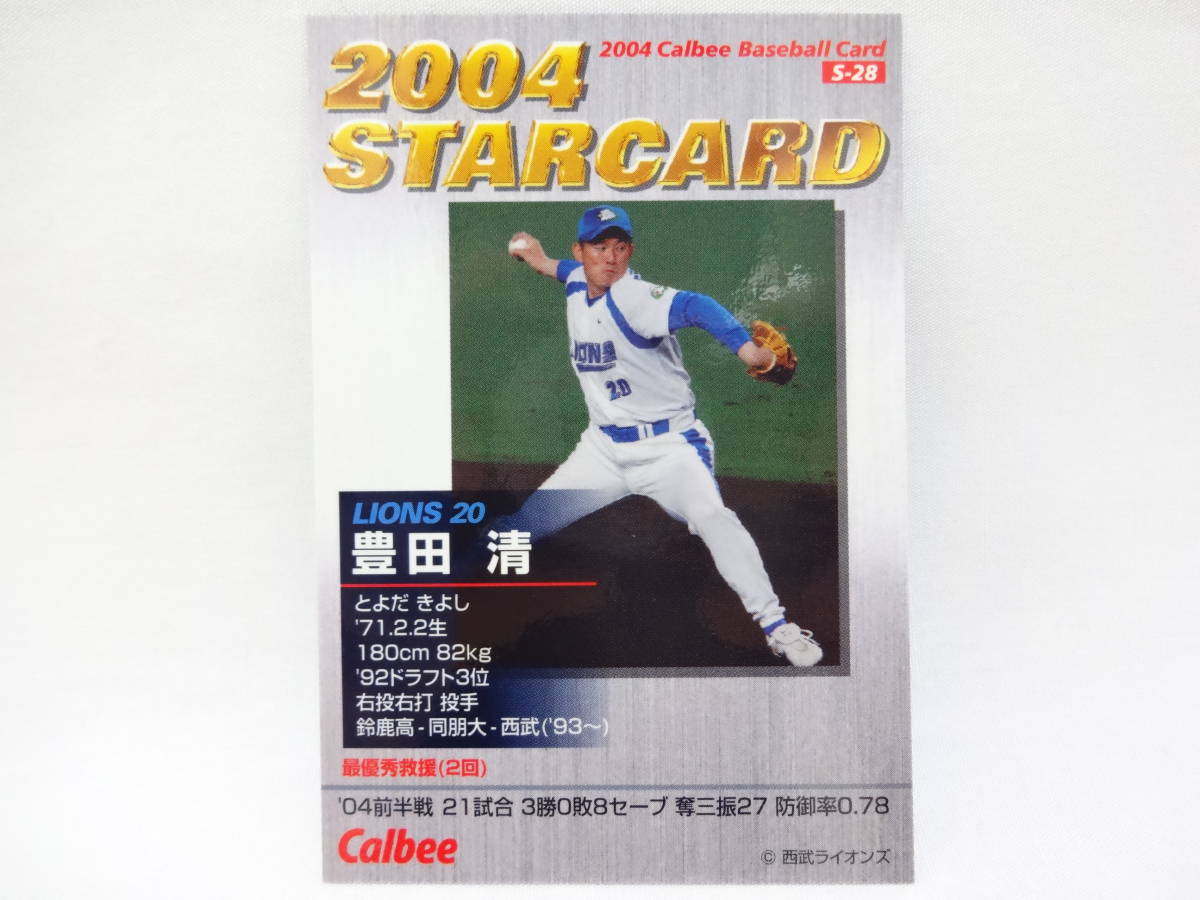 2004 Calbee Baseball Card
S-28
2004
STARCARD
LIONS
20
LIONS 20
豊田 清
とよだ きよし
'71.2.2生
180cm 82kg
'92ドラフト3位
右投右打 投手
鈴鹿高-同朋大-西武('93～)
最優秀救援(2回)
'04前半戦 21試合 3勝0敗8セーブ 奪三振27 防御率0.78
Calbee
© 西武ライオンズ